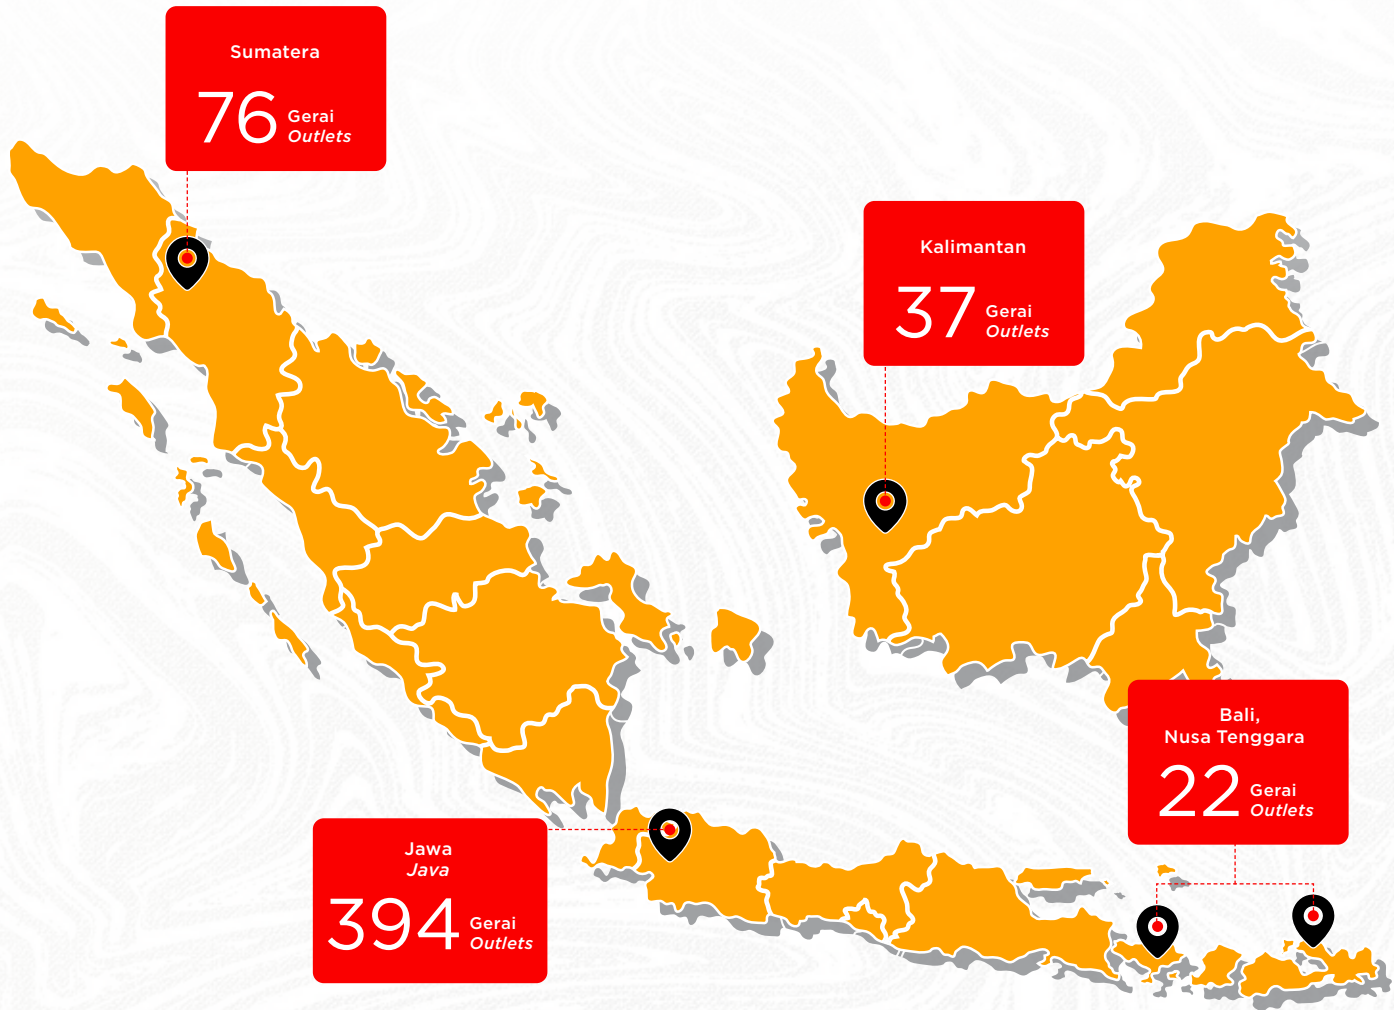 Sumatera
76 Gerai
Outlets
Kalimantan
37 Gerai
Outlets
Bali,
Nusa Tenggara
22 Gerai
Outlets
Jawa
Java
394 Gerai
Outlets